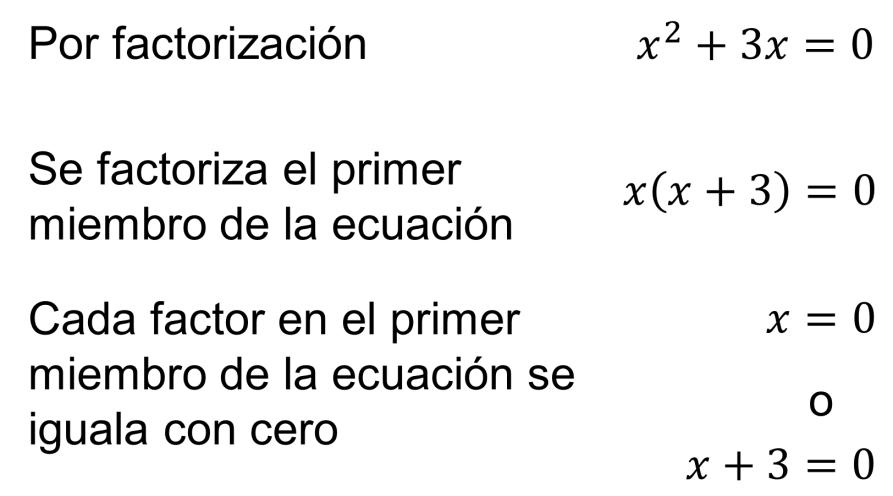 Por factorización x² + 3x = 0
Se factoriza el primer
miembro de la ecuación
x(x + 3) = 0
Cada factor en el primer
miembro de la ecuación se
iguala con cero
x = 0
o
x + 3 = 0